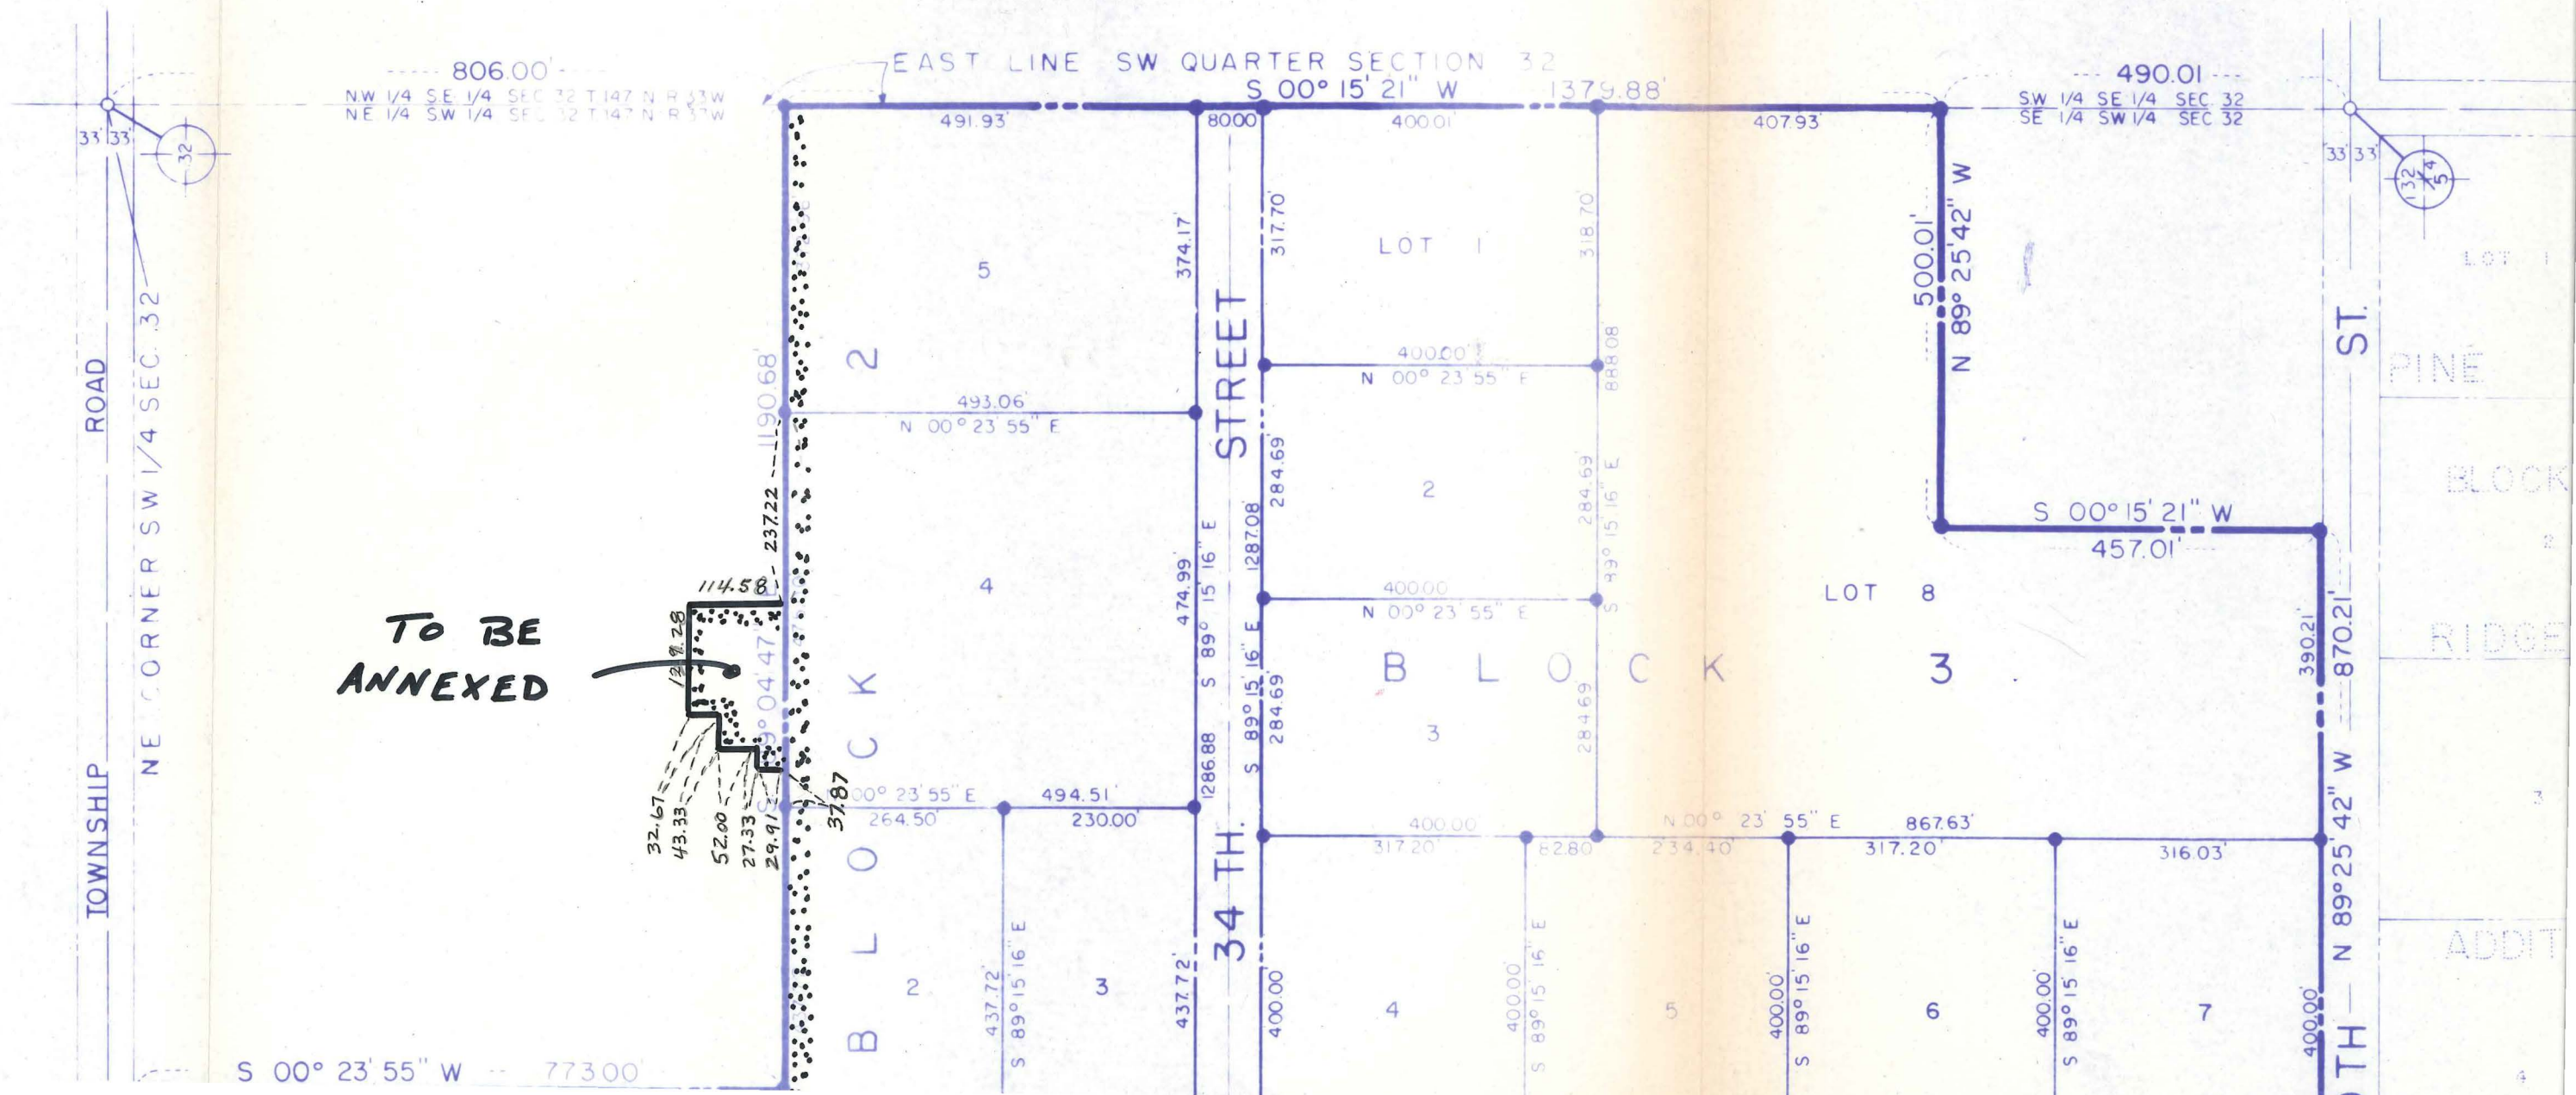 806.00'
EAST LINE SW QUARTER SECTION 32
S 00° 15' 21" W 1379.88'
490.01
N.W 1/4 S.E 1/4 SEC 32 T.147 N R 33W
NE 1/4 S.W 1/4 SEC 32 T.147 N R 33W
SW 1/4 SE 1/4 SEC. 32
SE 1/4 SW 1/4 SEC 32
33' 33'
32
491.93'
80.00
400.01'
407.93'
33' 33'
32
5 4
ROAD
TOWNSHIP
NE CORNER SW 1/4 SEC. 32
1190.68'
237.22
114.58
TO BE
ANNEXED
32.67
43.33
52.00
27.33
29.91
37.87
S 00° 23' 55" W 773.00
BLOCK 2
5
374.17'
493.06'
N 00° 23' 55" E
4
474.99'
S 89° 15' 16" E
1286.88
00° 23' 55" E 494.51'
264.50'
230.00'
2
437.72'
S 89° 15' 16" E
3
437.72'
34 TH. STREET
317.70'
LOT 1
318.70'
400.00'
N 00° 23' 55" E
888.08
284.69'
2
284.69'
S 89° 15' 16" E
1287.08
S 89° 15' 16" E
400.00
N 00° 23' 55" E
284.69'
3
284.69'
BLOCK 3
LOT 8
500.01'
N 89° 25' 42" W
S 00° 15' 21" W
457.01'
390.21'
870.21'
N 89° 25' 42" W
400.00
N 00° 23' 55" E 867.63'
317.20'
82.80
234.40'
317.20'
316.03'
400.00'
4
400.00'
S 89° 15' 16" E
5
400.00'
S 89° 15' 16" E
6
400.00'
S 89° 15' 16" E
7
400.00'
ST.
TH
LOT 1
PINE
BLOCK
2
RIDGE
3
ADDIT
4